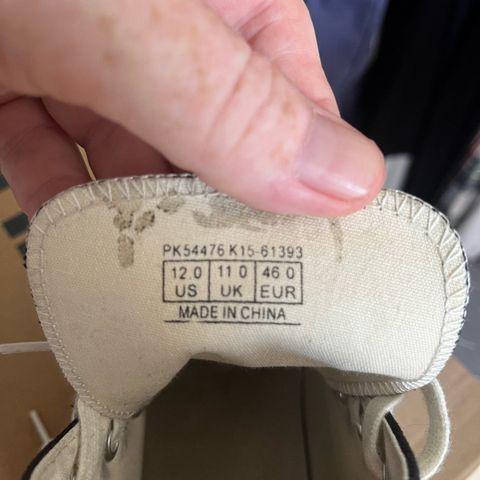 PK54476 K15-61393
12.0 11 0 46 0
US UK EUR
MADE IN CHINA